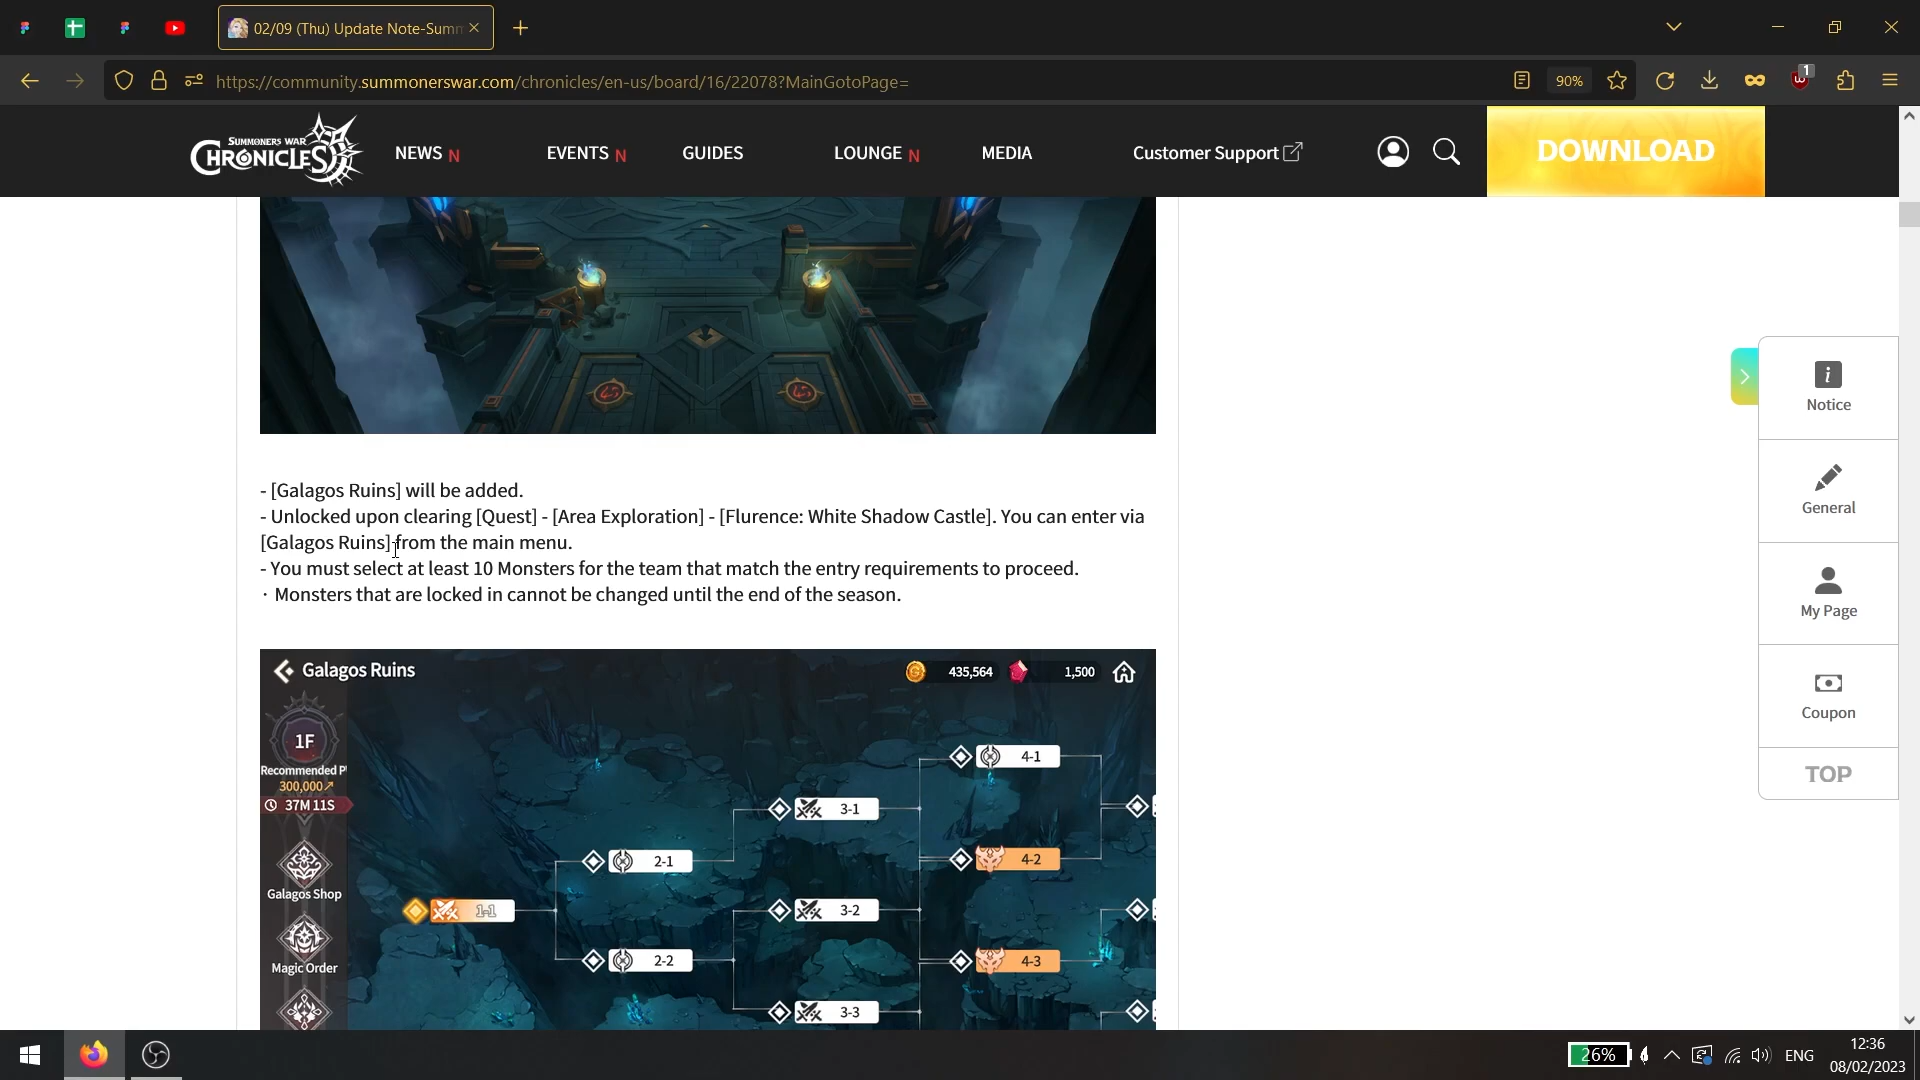 02/09 (Thu) Update Note-Summ
https://community.summonerswar.com/chronicles/en-us/board/16/22078?MainGotoPage=
90%
1
SUMMONERS WAR
CHRONICLES
NEWS N
EVENTS N
GUIDES
LOUNGE N
MEDIA
Customer Support
DOWNLOAD
- [Galagos Ruins] will be added.
- Unlocked upon clearing [Quest] - [Area Exploration] - [Flurence: White Shadow Castle]. You can enter via
[Galagos Ruins] from the main menu.
- You must select at least 10 Monsters for the team that match the entry requirements to proceed.
· Monsters that are locked in cannot be changed until the end of the season.
Galagos Ruins
435,564
1,500
1F
Recommended P
300,000
37M 11S
Galagos Shop
Magic Order
1-1
2-1
2-2
3-1
3-2
3-3
4-1
4-2
4-3
Notice
General
My Page
Coupon
TOP
26%
ENG
12:36
08/02/2023